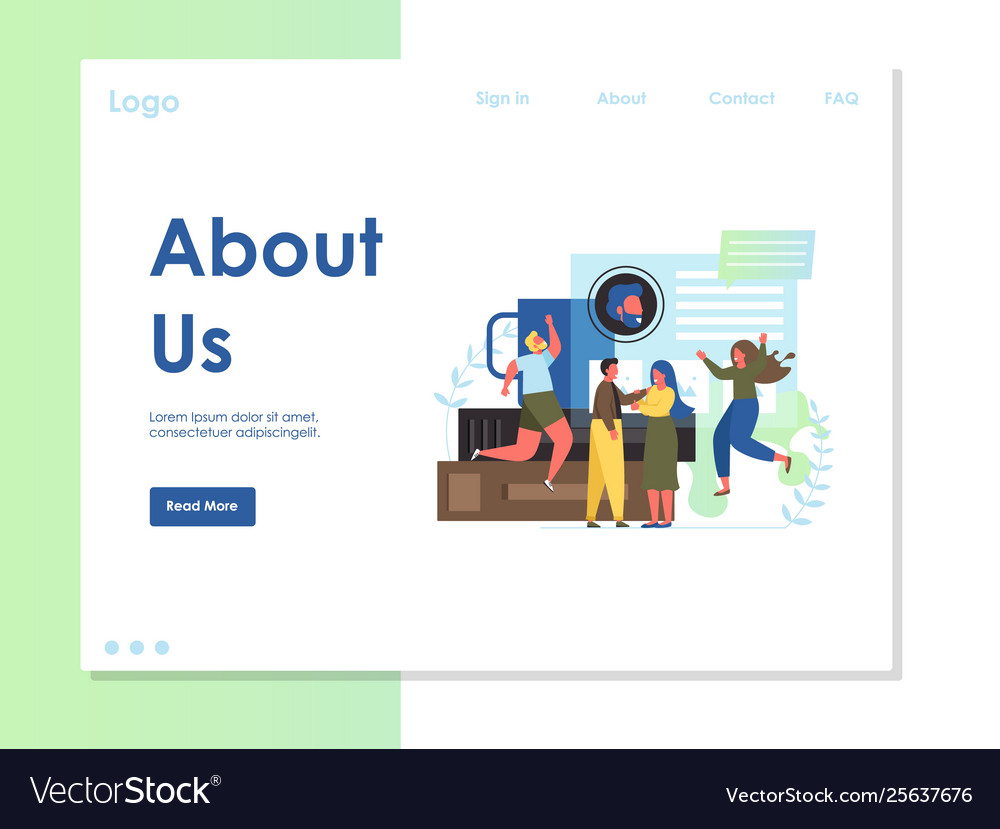 Logo
Sign in About Contact FAQ
About
Us
Lorem Ipsum dolor sit amet,
consectetuer adipiscingelit.
Read More
VectorStock®
VectorStock.com/25637676